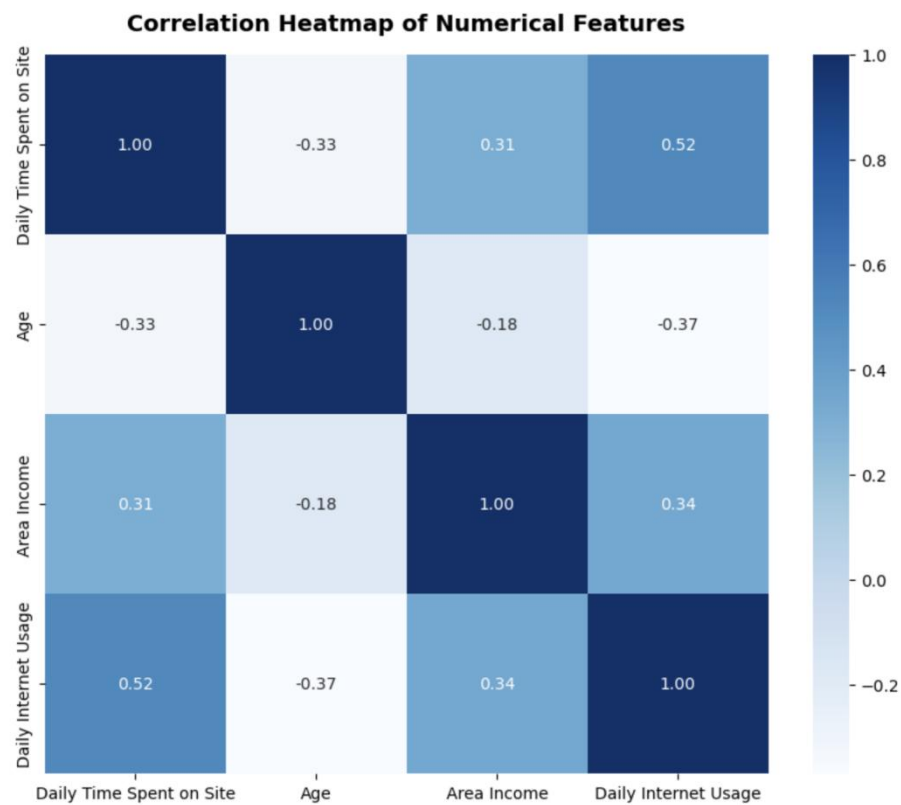 Correlation Heatmap of Numerical Features
Daily Time Spent on Site
1.00 -0.33 0.31 0.52
Age
-0.33 1.00 -0.18 -0.37
Area Income
0.31 -0.18 1.00 0.34
Daily Internet Usage
0.52 -0.37 0.34 1.00
Daily Time Spent on Site Age Area Income Daily Internet Usage
1.0
0.8
0.6
0.4
0.2
0.0
−0.2